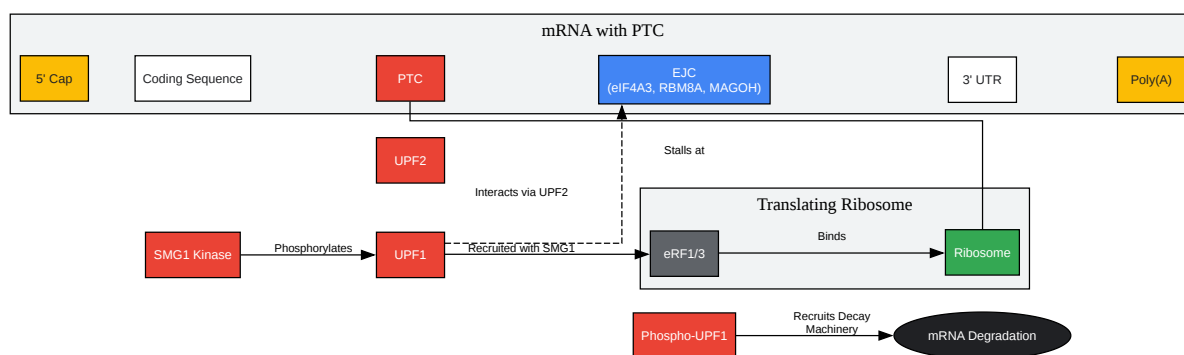 mRNA with PTC
5' Cap
Coding Sequence
PTC
EJC
(eIF4A3, RBM8A, MAGOH)
3' UTR
Poly(A)
UPF2
Stalls at
Interacts via UPF2
Translating Ribosome
SMG1 Kinase
Phosphorylates
UPF1
Recruited with SMG1
eRF1/3
Binds
Ribosome
Phospho-UPF1
Recruits Decay
Machinery
mRNA Degradation